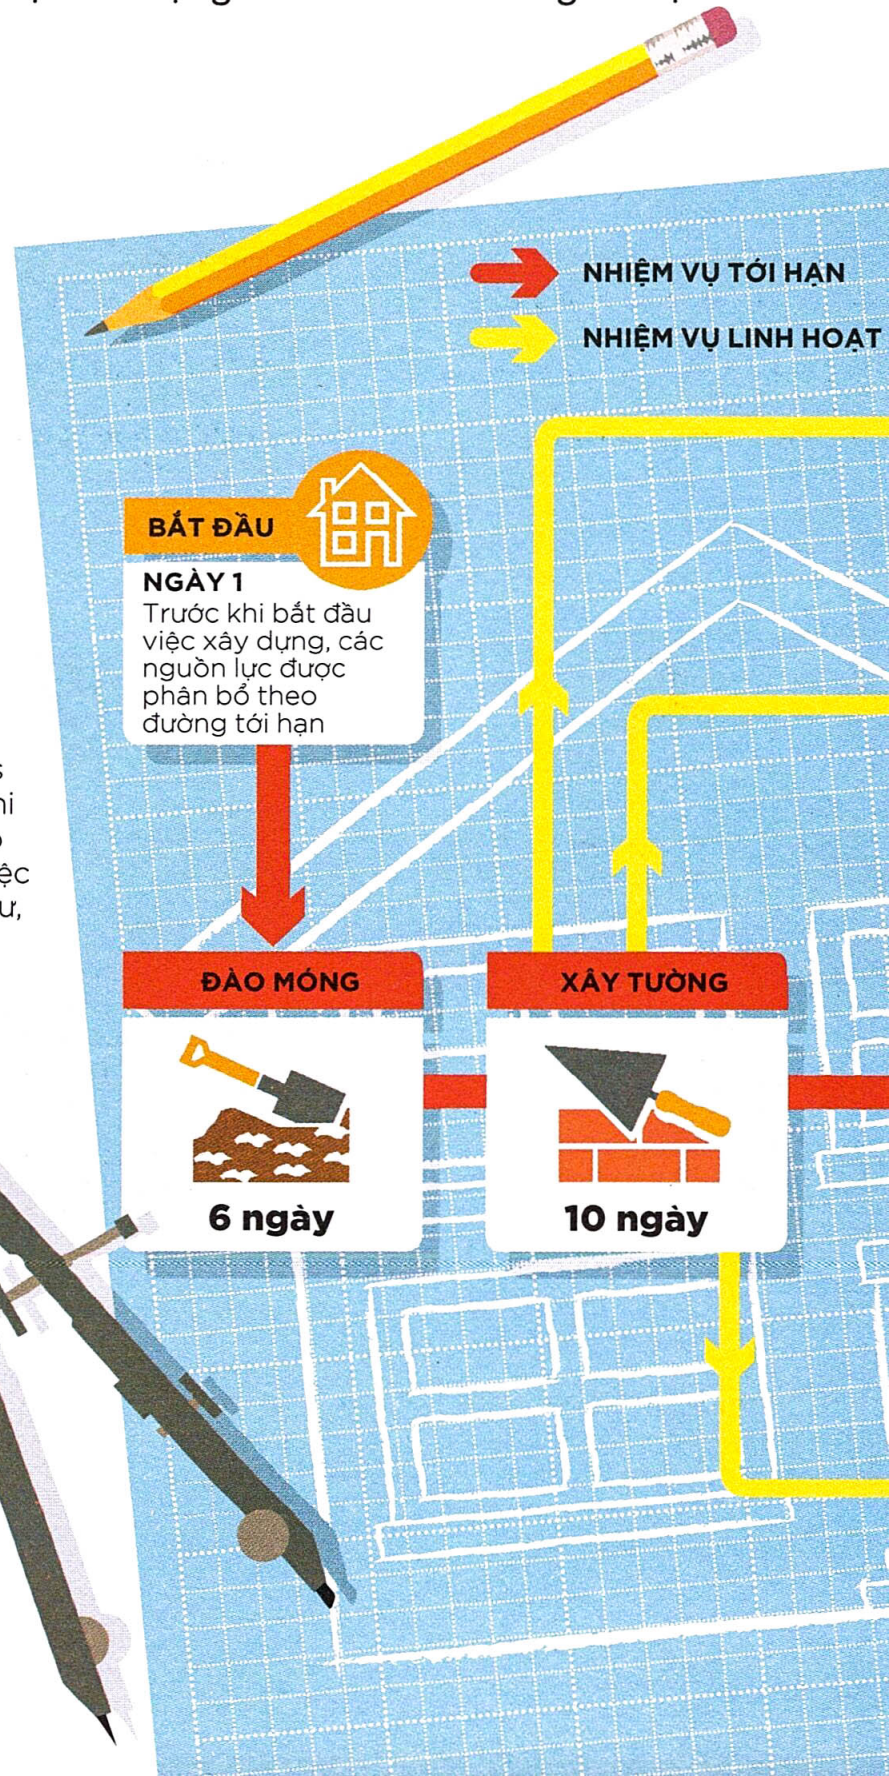 NHIỆM VỤ TỚI HẠN
NHIỆM VỤ LINH HOẠT
BẮT ĐẦU
NGÀY 1
Trước khi bắt đầu
việc xây dựng, các
nguồn lực được
phân bổ theo
đường tới hạn
ĐÀO MÓNG
XÂY TƯỜNG
6 ngày
10 ngày